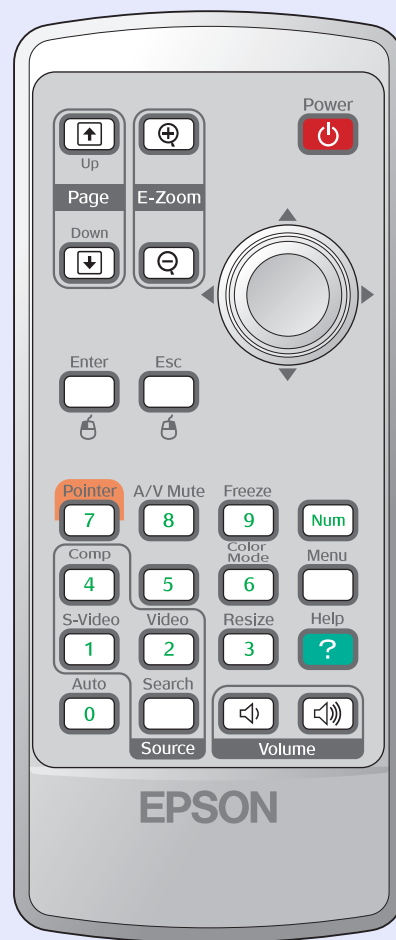 Power
Up
Page
E-Zoom
Down
Enter
Esc
Pointer
A/V Mute
Freeze
7
8
9
Num
Comp
Color
Mode
Menu
4
5
6
S-Video
Video
Resize
Help
1
2
3
?
Auto
Search
0
Source
Volume
EPSON